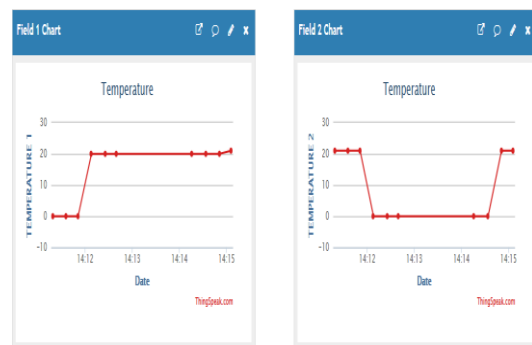 Field 1 Chart
Temperature
30
20
10
0
-10
TEMPERATURE 1
14:12
14:13
14:14
14:15
Date
ThingSpeak.com
Field 2 Chart
Temperature
30
20
10
0
-10
TEMPERATURE 2
14:12
14:13
14:14
14:15
Date
ThingSpeak.com